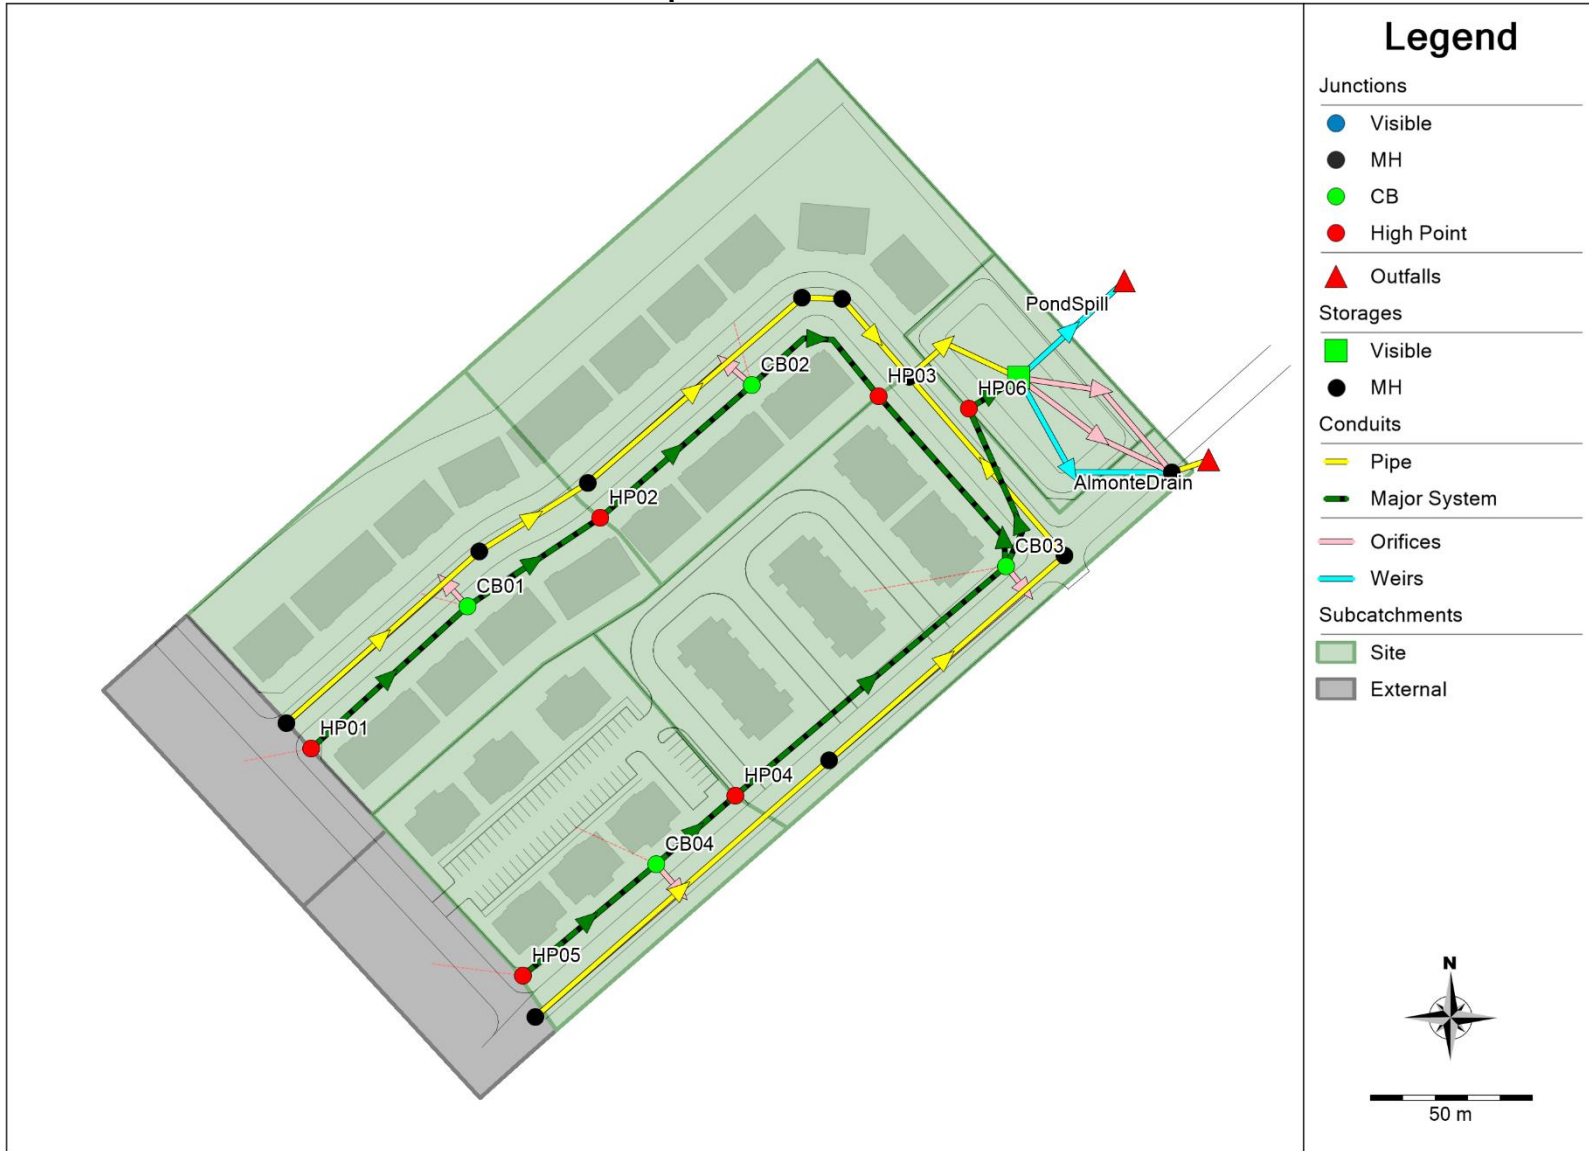 PondSpill
HP03
CB02
HP06
AlmonteDrain
HP02
CB03
CB01
HP01
HP04
CB04
HP05
Legend
Junctions
Visible
MH
CB
High Point
Outfalls
Storages
Visible
MH
Conduits
Pipe
Major System
Orifices
Weirs
Subcatchments
Site
External
N
50 m